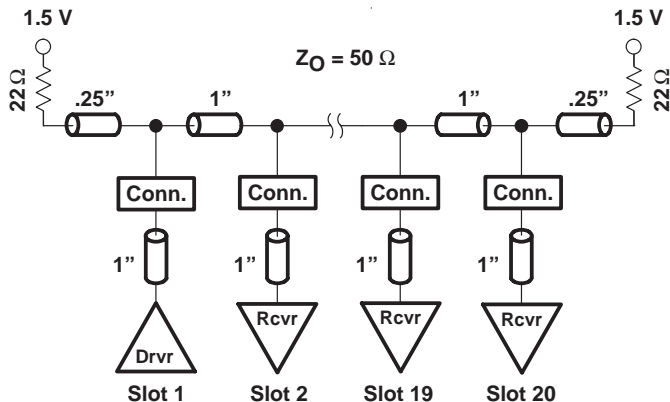 1.5 V 1.5 V
Z_O = 50 Ω
22 Ω 22 Ω
.25” 1” 1” .25”
Conn. Conn. Conn. Conn.
1” 1” 1” 1”
Drvr Rcvr Rcvr Rcvr
Slot 1 Slot 2 Slot 19 Slot 20